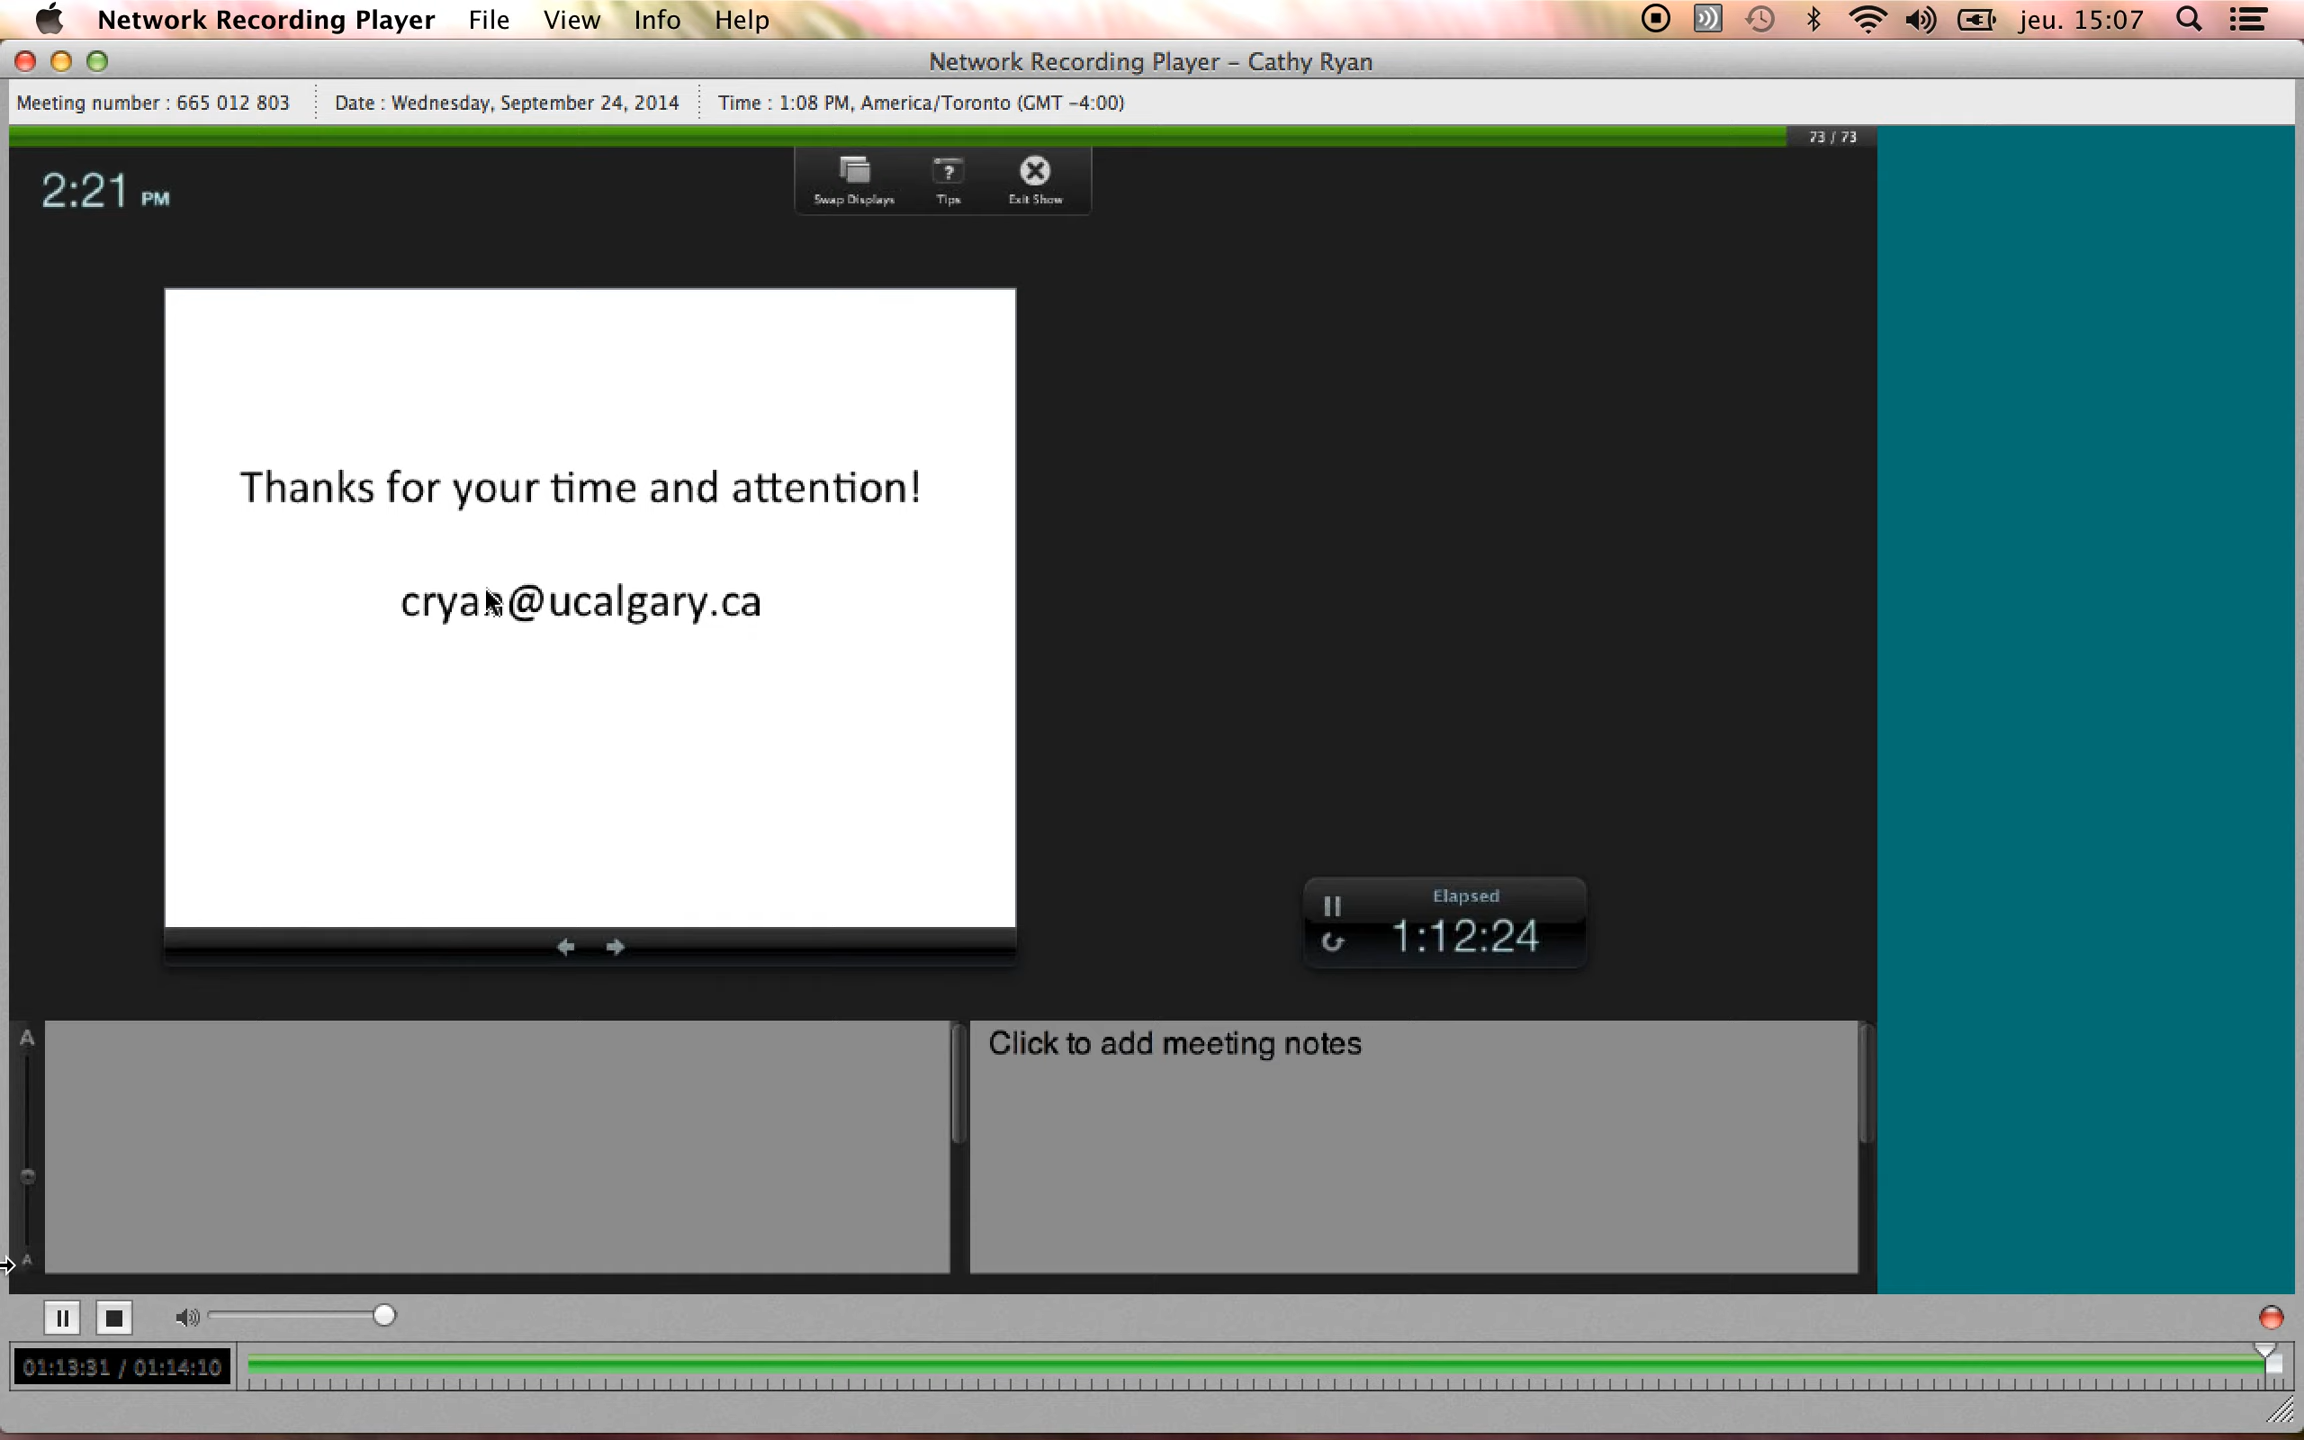 Network Recording Player File View Info Help jeu. 15:07
Network Recording Player – Cathy Ryan
Meeting number : 665 012 803 Date : Wednesday, September 24, 2014 Time : 1:08 PM, America/Toronto (GMT -4:00)
73 / 73
2:21 PM
Swap Displays Tips Exit Show
Thanks for your time and attention!
cryan@ucalgary.ca
Elapsed
1:12:24
A
Click to add meeting notes
A
01:13:31 / 01:14:10